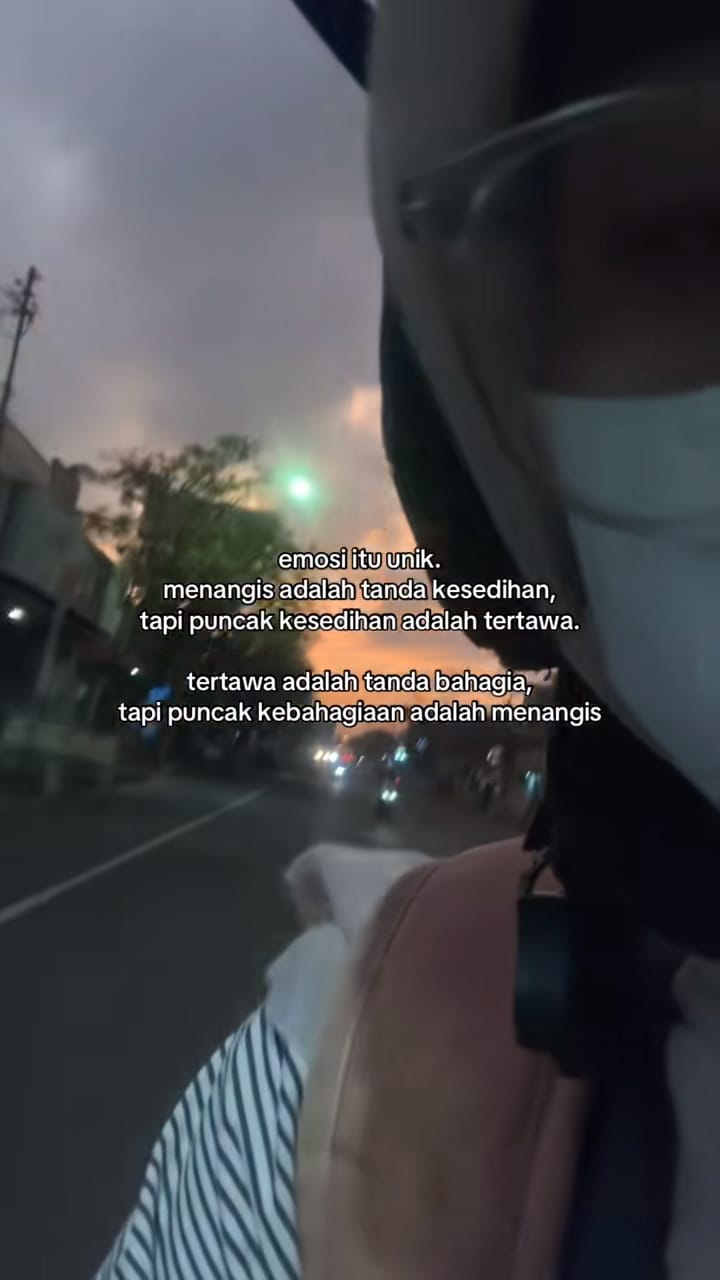 emosi itu unik.
menangis adalah tanda kesedihan,
tapi puncak kesedihan adalah tertawa.
tertawa adalah tanda bahagia,
tapi puncak kebahagiaan adalah menangis